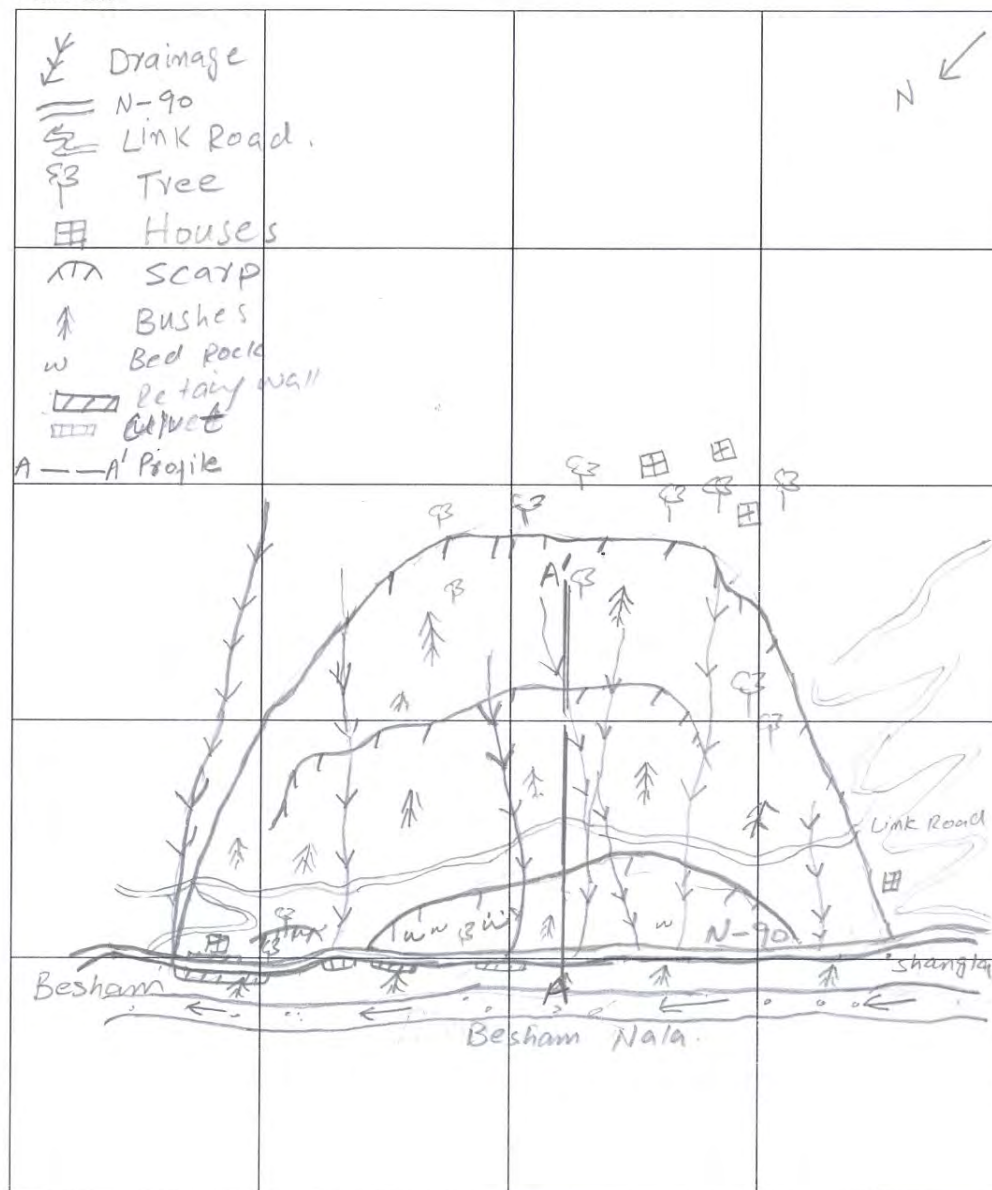 Drainage
N-90
Link Road.
Tree
Houses
Scarp
Bushes
w Bed Rock
Retaing wall
Culvet
A A' Profile
N
A'
Link Road
w w w
w
N-90
Besham
Shangla
A
Besham Nala.